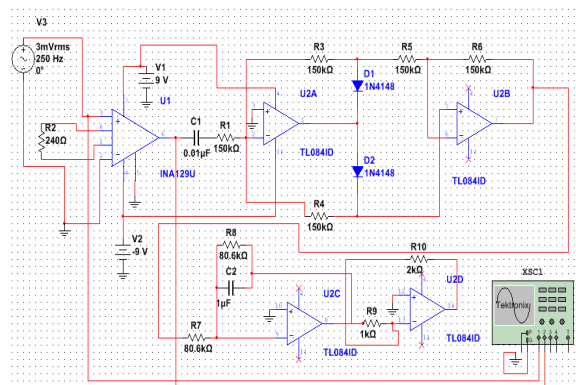 V3
3mVrms
250 Hz
0°
V1
9 V
U1
R2
240Ω
INA129U
C1
0.01µF
R1
150kΩ
R3
150kΩ
D1
1N4148
U2A
TL084ID
D2
1N4148
R4
150kΩ
R5
150kΩ
R6
150kΩ
U2B
TL084ID
V2
-9 V
R8
80.6kΩ
C2
1µF
R7
80.6kΩ
U2C
TL084ID
R9
1kΩ
R10
2kΩ
U2D
TL084ID
XSC1
Tektronix